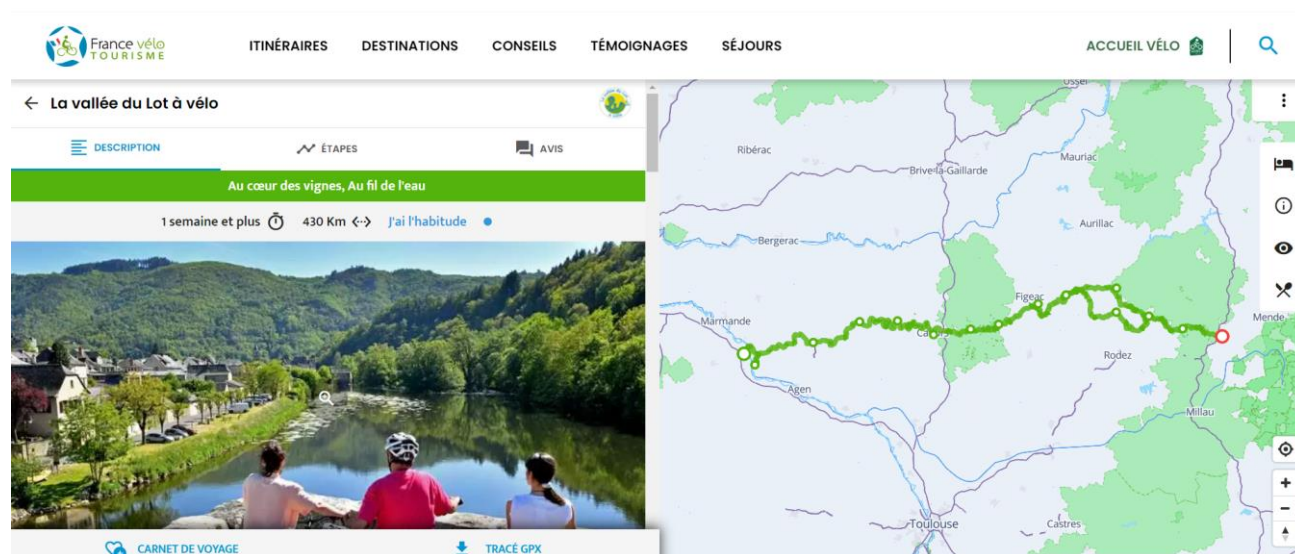 France vélo
TOURISME
ITINÉRAIRES
DESTINATIONS
CONSEILS
TÉMOIGNAGES
SÉJOURS
ACCUEIL VÉLO
La vallée du Lot à vélo
DESCRIPTION
ÉTAPES
AVIS
Au cœur des vignes, Au fil de l'eau
1 semaine et plus
430 Km
J'ai l'habitude
CARNET DE VOYAGE
TRACÉ GPX
Ussel
Ribérac
Mauriac
Brive-la-Gaillarde
Aurillac
Bergerac
Figeac
Marmande
Mende
Rodez
Agen
Millau
Toulouse
Castres